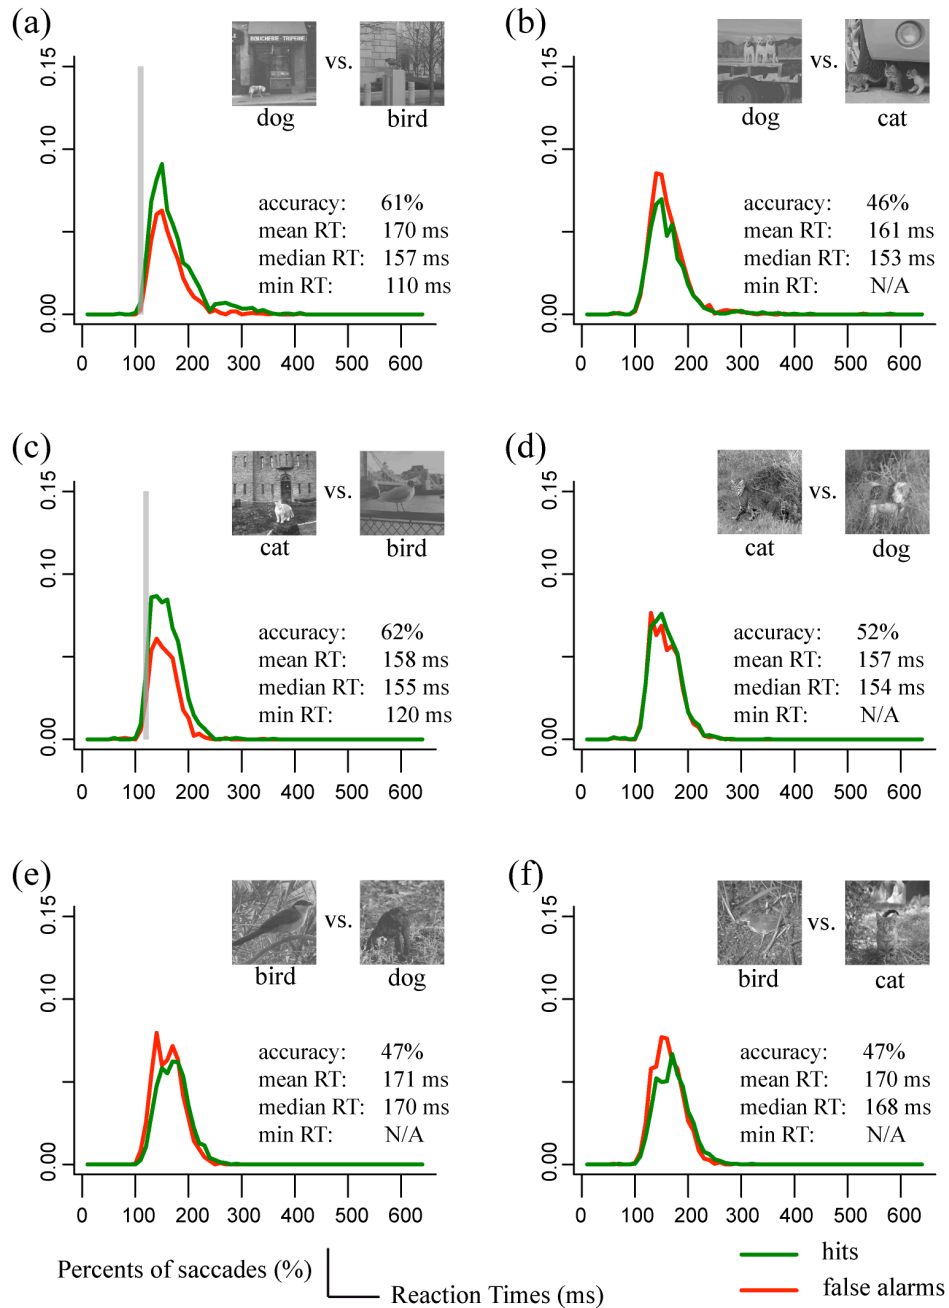 (a)
BOUCHERIE - TRIPERIE
vs.
dog
bird
0.15
0.10
0.00
accuracy: 61%
mean RT: 170 ms
median RT: 157 ms
min RT: 110 ms
0 100 200 300 400 500 600
(b)
vs.
dog
cat
0.15
0.10
0.00
accuracy: 46%
mean RT: 161 ms
median RT: 153 ms
min RT: N/A
0 100 200 300 400 500 600
(c)
vs.
cat
bird
0.15
0.10
0.00
accuracy: 62%
mean RT: 158 ms
median RT: 155 ms
min RT: 120 ms
0 100 200 300 400 500 600
(d)
vs.
cat
dog
0.15
0.10
0.00
accuracy: 52%
mean RT: 157 ms
median RT: 154 ms
min RT: N/A
0 100 200 300 400 500 600
(e)
vs.
bird
dog
0.15
0.10
0.00
accuracy: 47%
mean RT: 171 ms
median RT: 170 ms
min RT: N/A
0 100 200 300 400 500 600
(f)
vs.
bird
cat
0.15
0.10
0.00
accuracy: 47%
mean RT: 170 ms
median RT: 168 ms
min RT: N/A
0 100 200 300 400 500 600
Percents of saccades (%)
Reaction Times (ms)
hits
false alarms